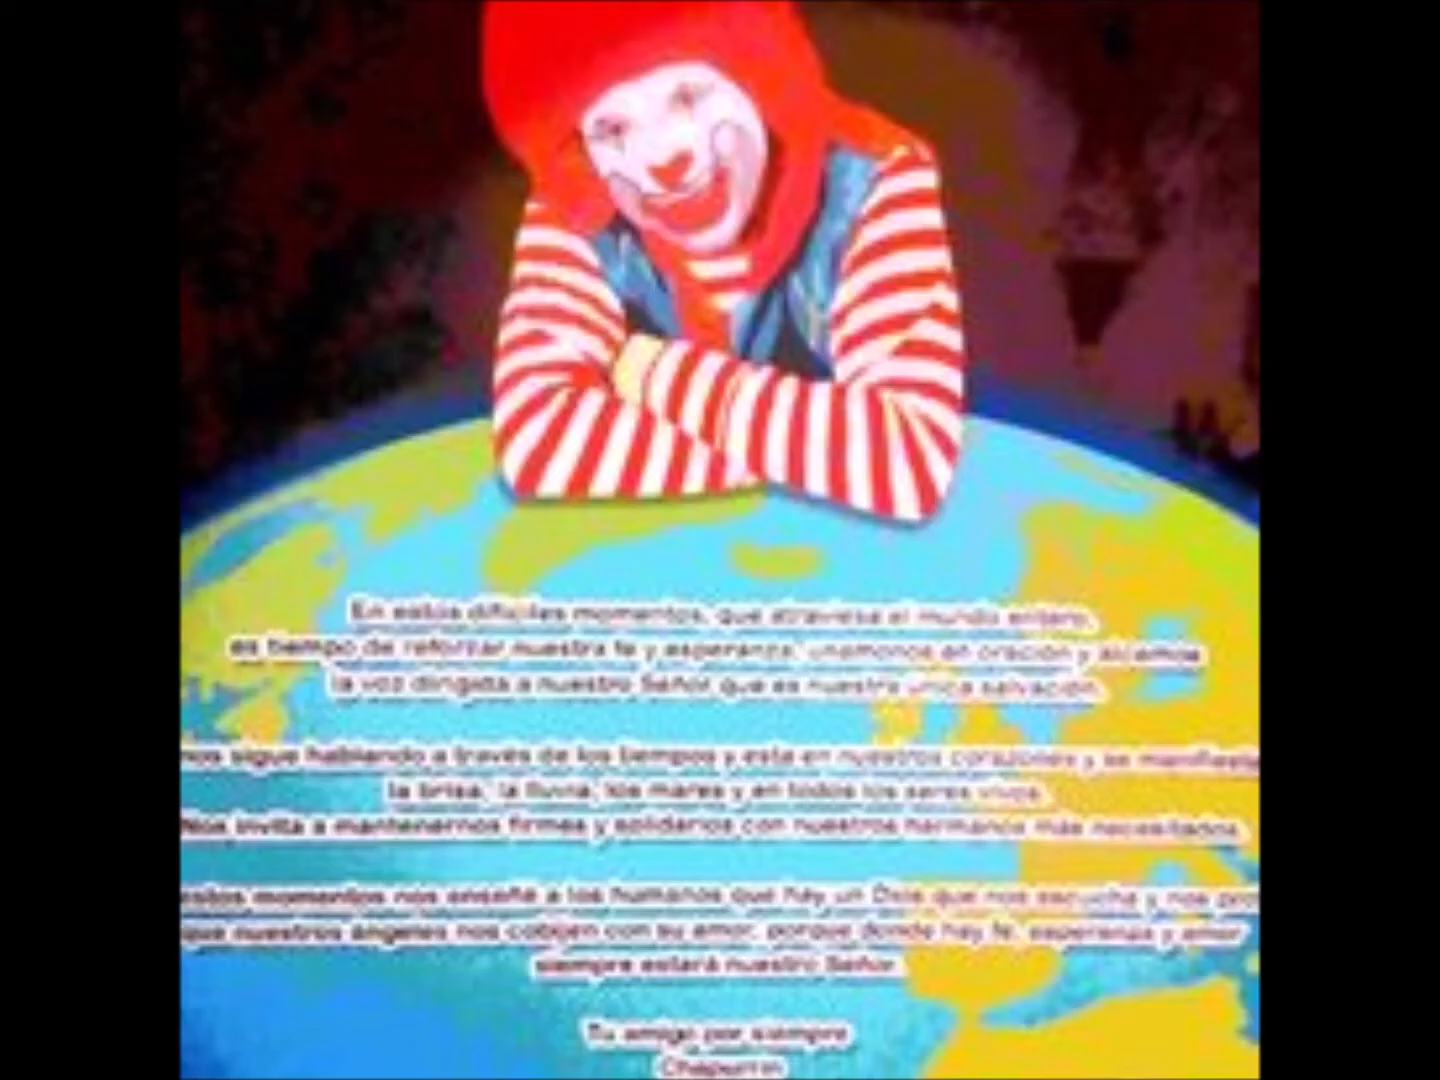 En estos difíciles momentos, que atraviesa el mundo entero,
es tiempo de reforzar nuestra fe y esperanza, unamonos en oración y alcemos
la voz dirigida a nuestro Señor que es nuestra unica salvación.
nos sigue hablando a través de los tiempos y esta en nuestros corazones y se manifiesta
la brisa, la lluvia, los mares y en todos los seres vivos.
Nos invita a mantenernos firmes y solidarios con nuestros hermanos más necesitados.
estos momentos nos enseñe a los humanos que hay un Dios que nos escucha y nos pro
que nuestros ángeles nos cobijen con su amor, porque donde hay fe, esperanza y amor
siempre estará nuestro Señor.
Tu amigo por siempre
Chapurrin